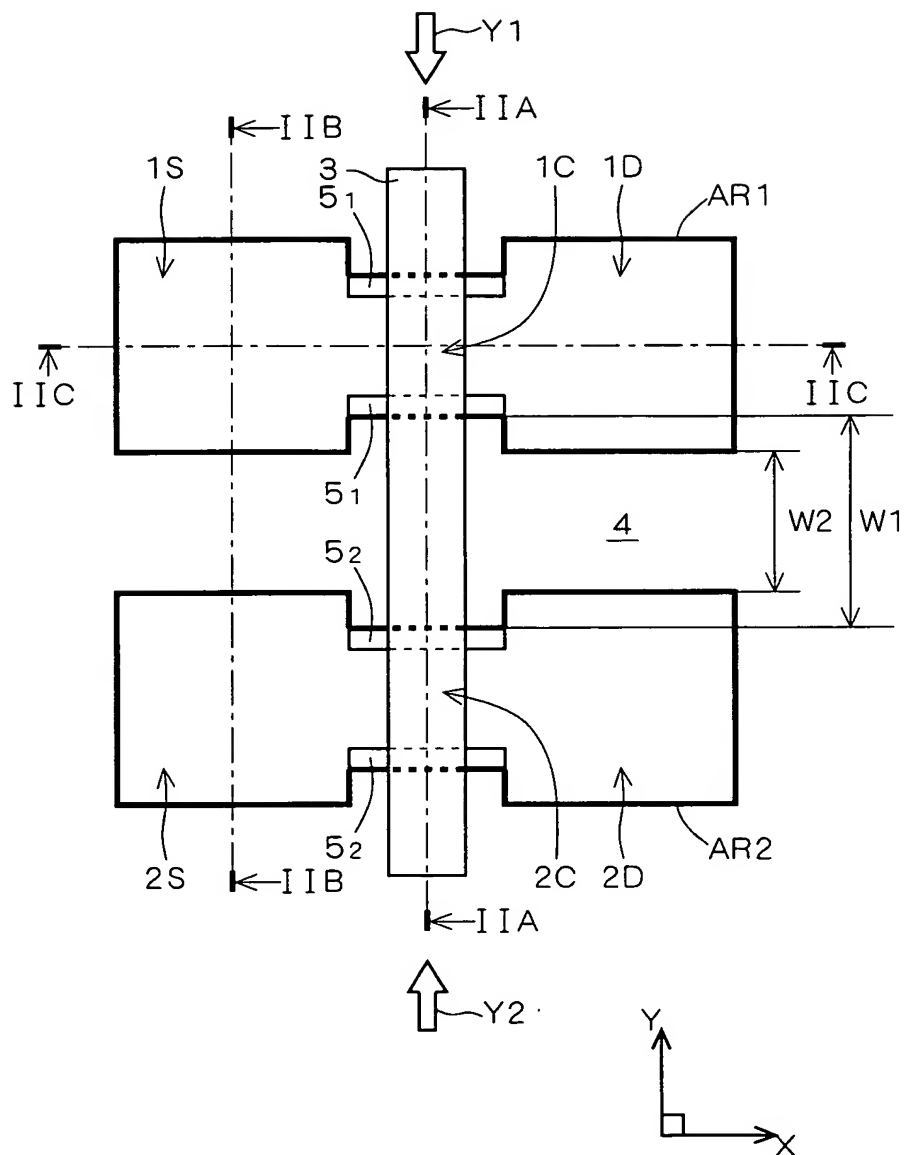 Y1
IIA
IIB
1S
3
5₁
1C
1D
AR1
IIC
IIC
5₁
W2
W1
4
5₂
AR2
5₂
2S
IIB
2C
2D
IIA
Y2
Y
X